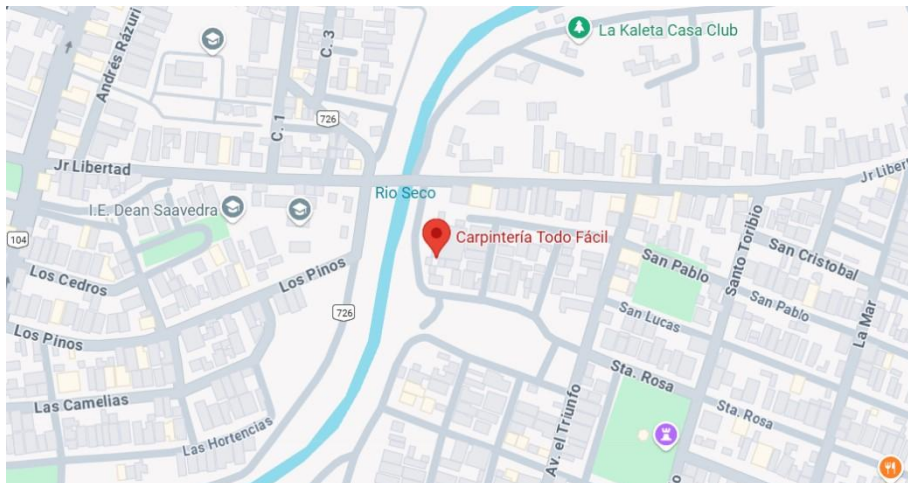 La Kaleta Casa Club
Andrés Rázuri
C. 3
C. 1
726
Jr Libertad
Jr Libert
Rio Seco
I.E. Dean Saavedra
Carpintería Todo Fácil
104
Los Cedros
Los Pinos
726
San Pablo
Santo Toribio
San Cristobal
San Pablo
San Lucas
La Mar
Los Pinos
Sta. Rosa
Las Camelias
Sta. Rosa
Las Hortencias
Av. el Triunfo
o